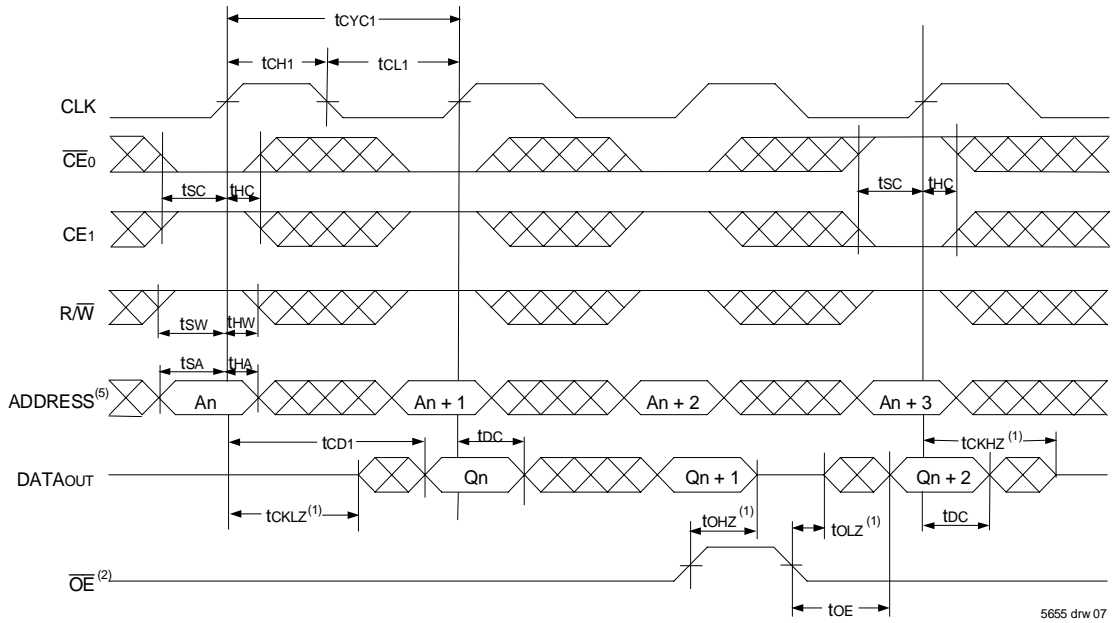 tCYC1
tCH1 tCL1
CLK
CE0
tSC tHC tSC tHC
CE1
R/W
tSW tHW
tSA tHA
ADDRESS(5) An An + 1 An + 2 An + 3
tCD1 tDC tCKHZ(1)
DATAOUT Qn Qn + 1 Qn + 2
tCKLZ(1) tOHZ(1) tOLZ(1) tDC
OE(2)
tOE
5655 drw 07